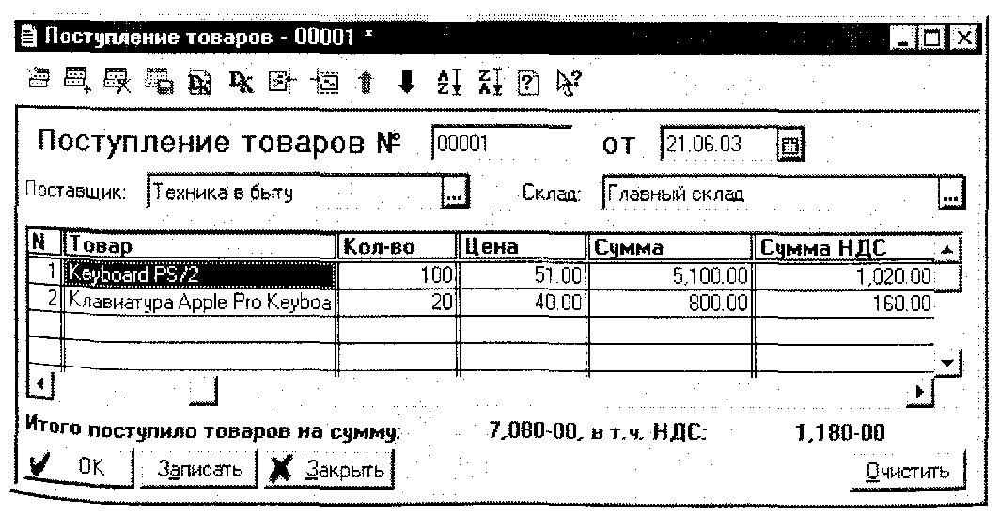 Поступление товаров - 00001 *
Поступление товаров № 00001 от 21.06.03
Поставщик: Техника в быту ... Склад: Главный склад ...
N Товар Кол-во Цена Сумма Сумма НДС
1 Keyboard PS/2 100 51.00 5,100.00 1,020.00
2 Клавиатура Apple Pro Keyboa 20 40.00 800.00 160.00
Итого поступило товаров на сумму: 7,080-00, в т.ч. НДС: 1,180-00
OK Записать Закрыть Очистить